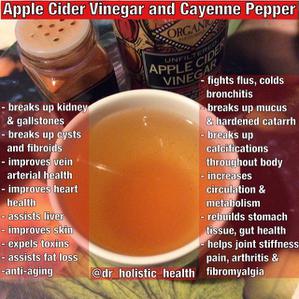 Apple Cider Vinegar and Cayenne Pepper
ORGANIC
UNFILTERED
APPLE CIDER
VINEGAR
- breaks up kidney
& gallstones
- breaks up cysts
and fibroids
- improves vein
arterial health
- improves heart
health
- assists liver
- improves skin
- expels toxins
- assists fat loss
-anti-aging
- fights flus, colds
bronchitis
- breaks up mucus
& hardened catarrh
- breaks up
calcifications
throughout body
- increases
circulation &
metabolism
- rebuilds stomach
tissue, gut health
- helps joint stiffness
pain, arthritis &
fibromyalgia
@dr_holistic_health